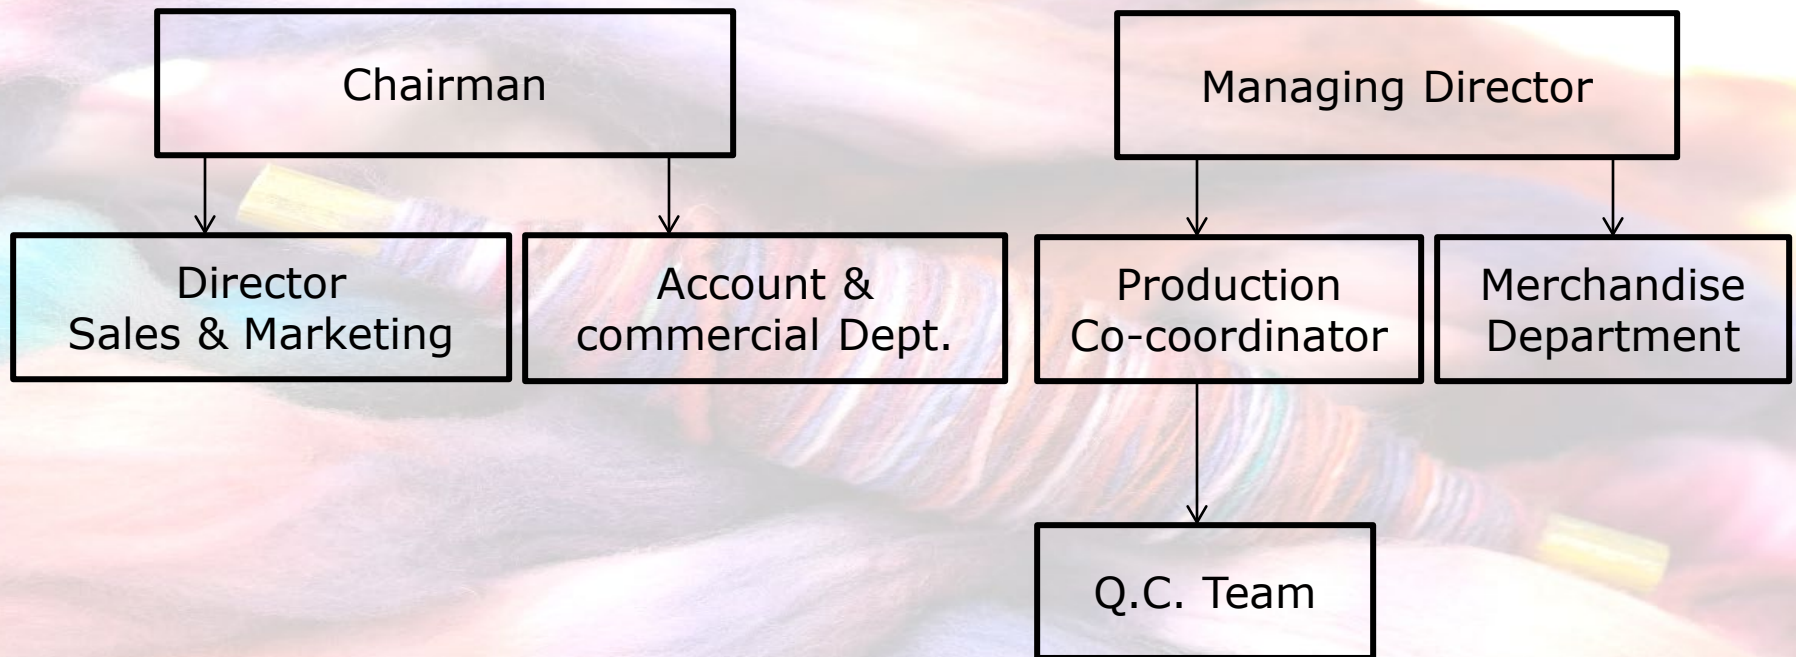 Chairman
Managing Director
Director
Sales & Marketing
Account &
commercial Dept.
Production
Co-coordinator
Merchandise
Department
Q.C. Team